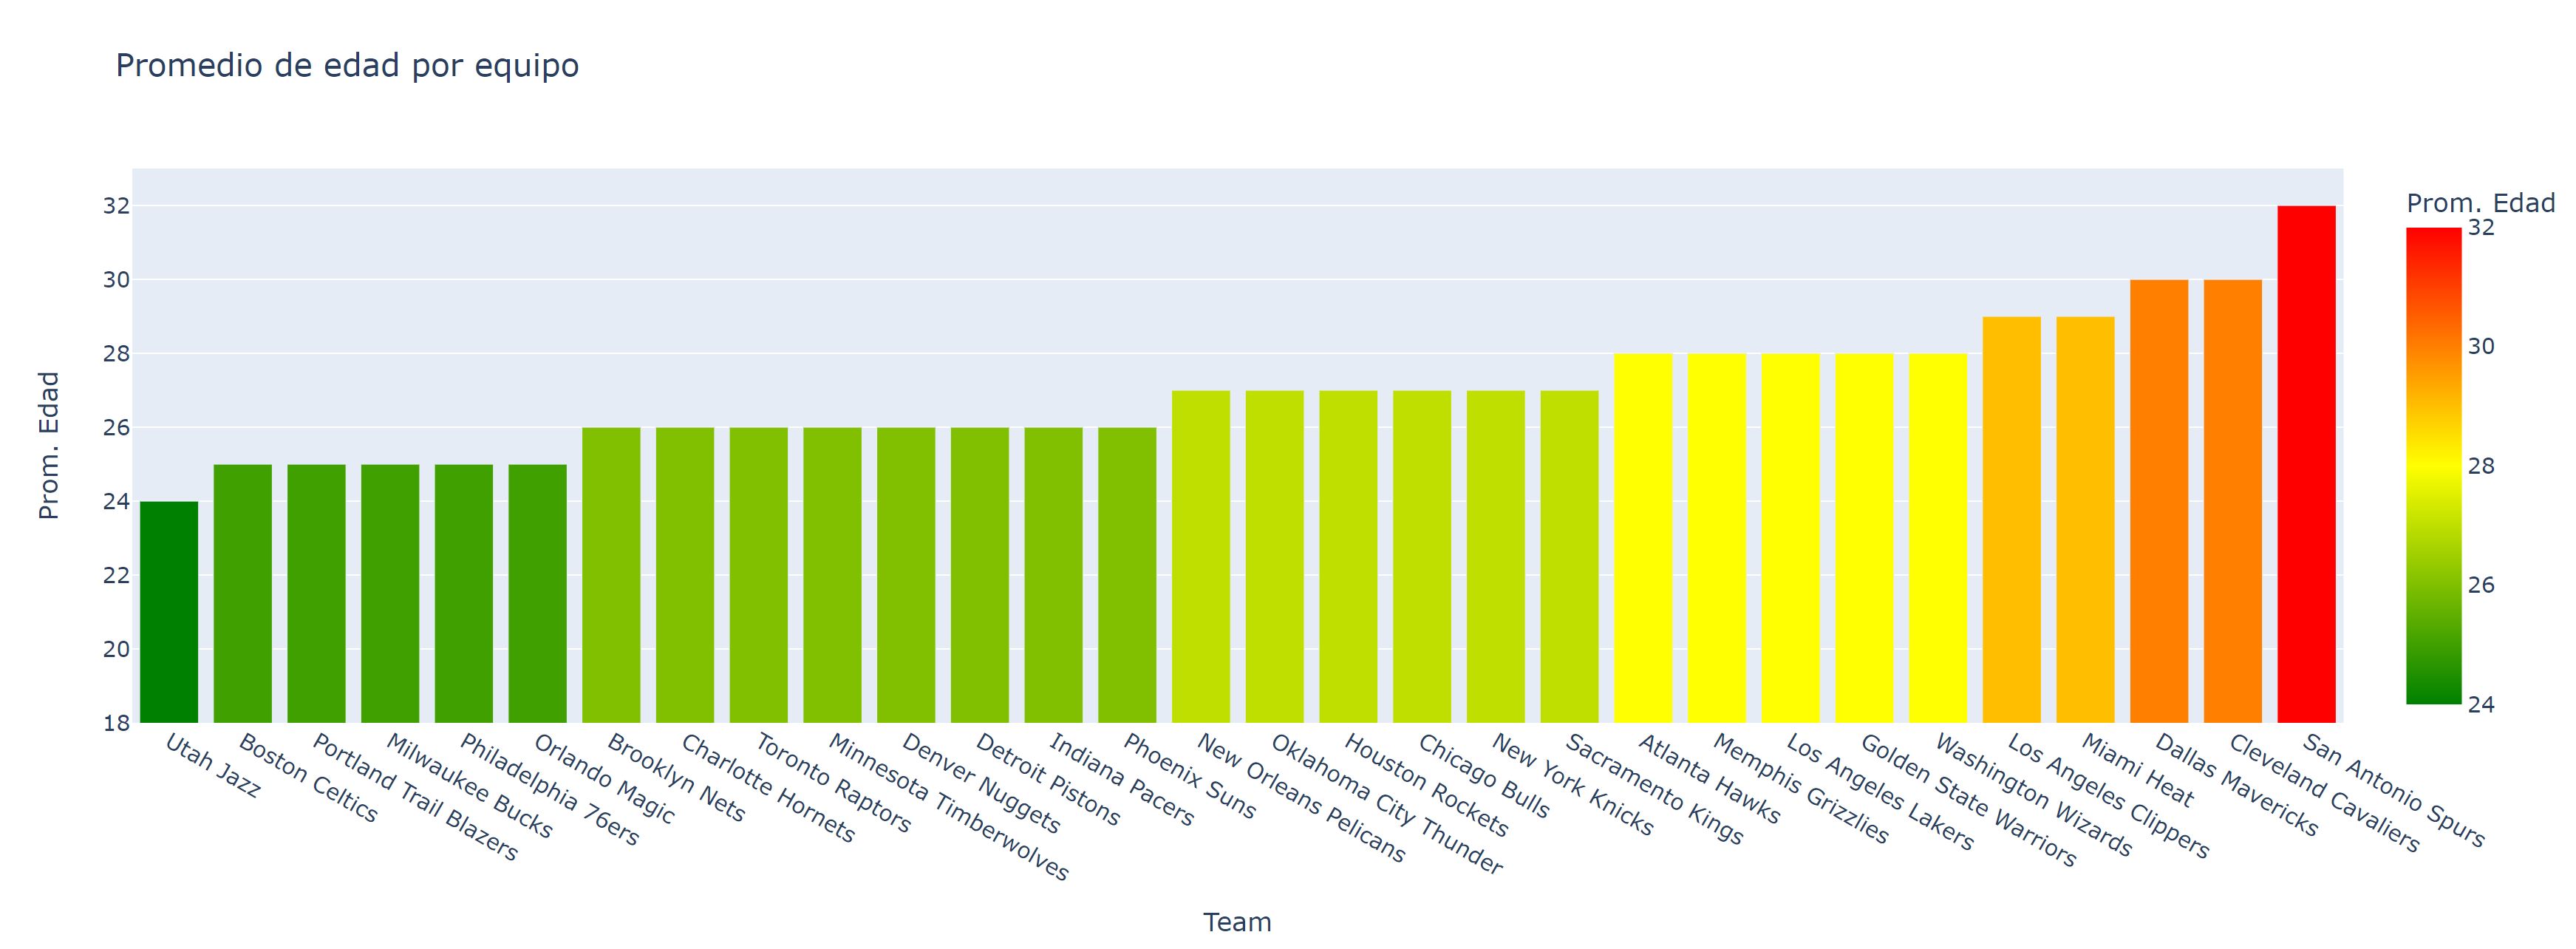 Promedio de edad por equipo
Prom. Edad
32
30
28
26
24
22
20
18
Utah Jazz
Boston Celtics
Portland Trail Blazers
Milwaukee Bucks
Philadelphia 76ers
Orlando Magic
Brooklyn Nets
Charlotte Hornets
Toronto Raptors
Minnesota Timberwolves
Denver Nuggets
Detroit Pistons
Indiana Pacers
Phoenix Suns
New Orleans Pelicans
Oklahoma City Thunder
Houston Rockets
Chicago Bulls
New York Knicks
Sacramento Kings
Atlanta Hawks
Memphis Grizzlies
Los Angeles Lakers
Golden State Warriors
Washington Wizards
Los Angeles Clippers
Miami Heat
Dallas Mavericks
Cleveland Cavaliers
San Antonio Spurs
Team
Prom. Edad
32
30
28
26
24